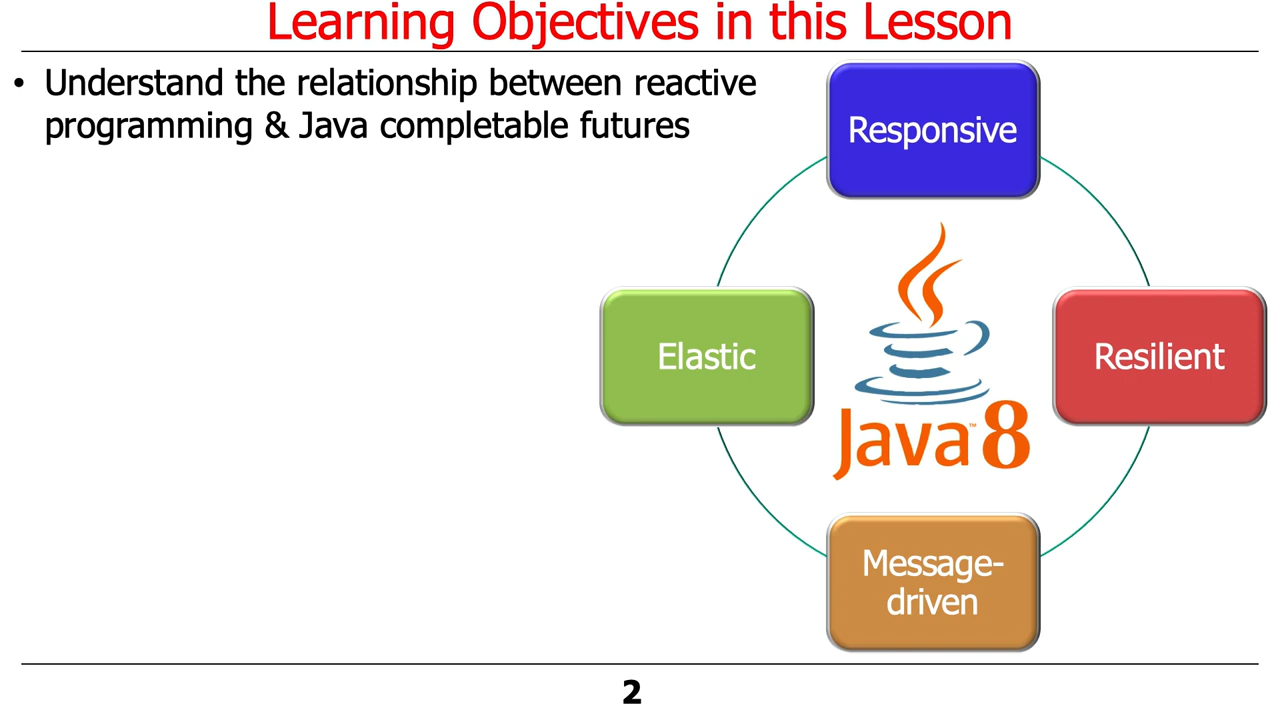 Learning Objectives in this Lesson
• Understand the relationship between reactive
programming & Java completable futures
Responsive
Elastic
Resilient
Java™ 8
Message-
driven
2